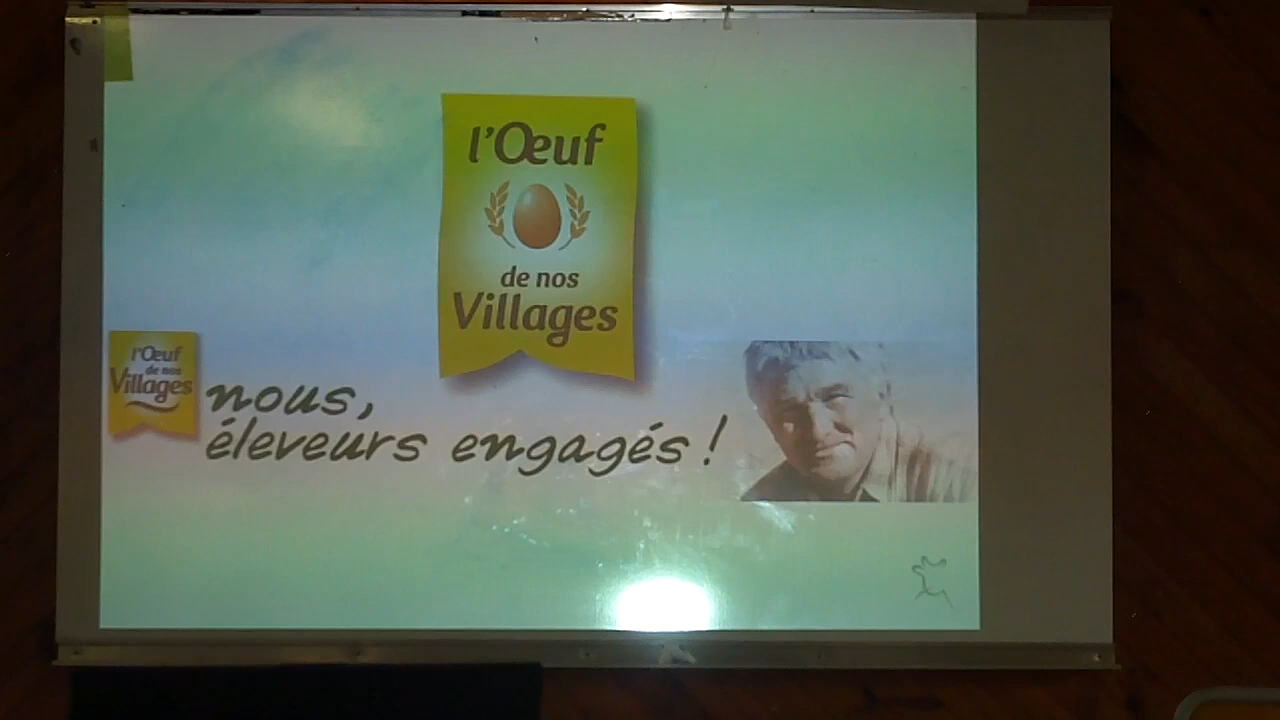 l'Œuf
de nos
Villages
l'Œuf
de nos
Villages
nous,
éleveurs engagés !